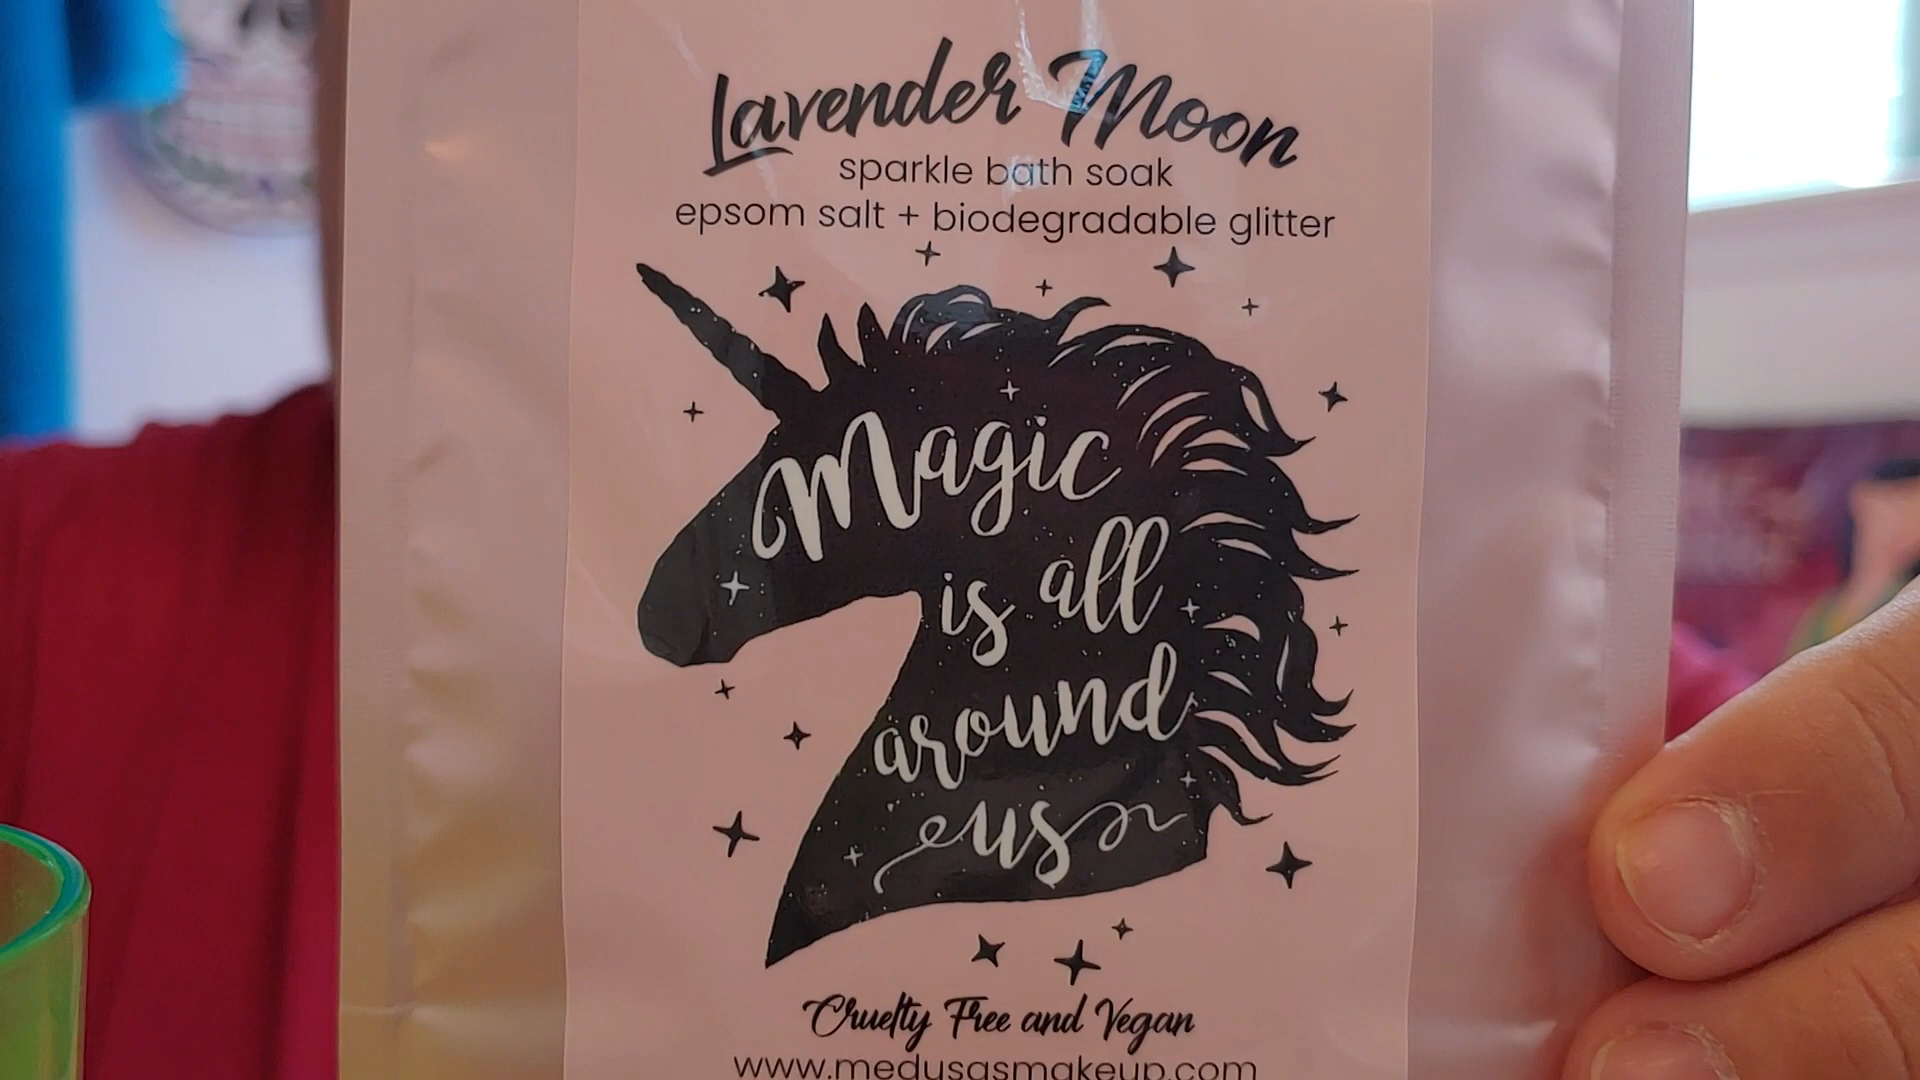 Lavender Moon
sparkle bath soak
epsom salt + biodegradable glitter
Magic
is all
around
us
Cruelty Free and Vegan
www.medusasmakeup.com